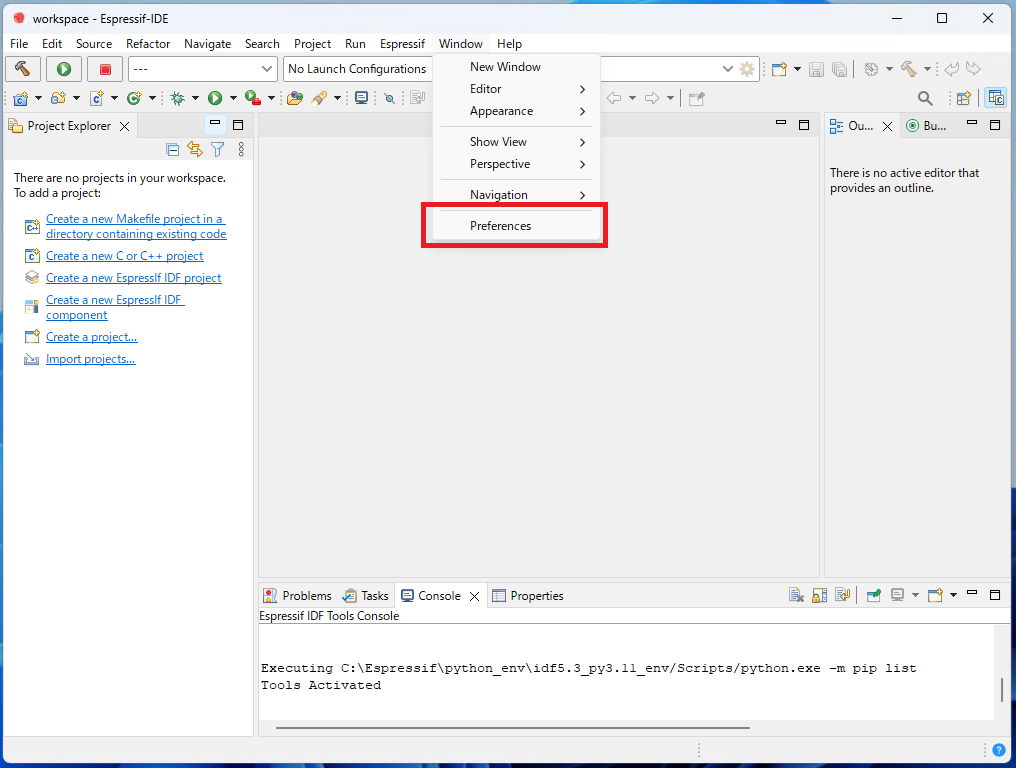 workspace - Espressif-IDE
File Edit Source Refactor Navigate Search Project Run Espressif Window Help
--- No Launch Configurations
New Window
Editor
Appearance
Show View
Perspective
Navigation
Preferences
Project Explorer
There are no projects in your workspace.
To add a project:
Create a new Makefile project in a
directory containing existing code
Create a new C or C++ project
Create a new EspressIf IDF project
Create a new EspressIf IDF
component
Create a project...
Import projects...
Ou... Bu...
There is no active editor that
provides an outline.
Problems Tasks Console Properties
Espressif IDF Tools Console
Executing C:\Espressif\python_env\idf5.3_py3.11_env/Scripts/python.exe -m pip list
Tools Activated